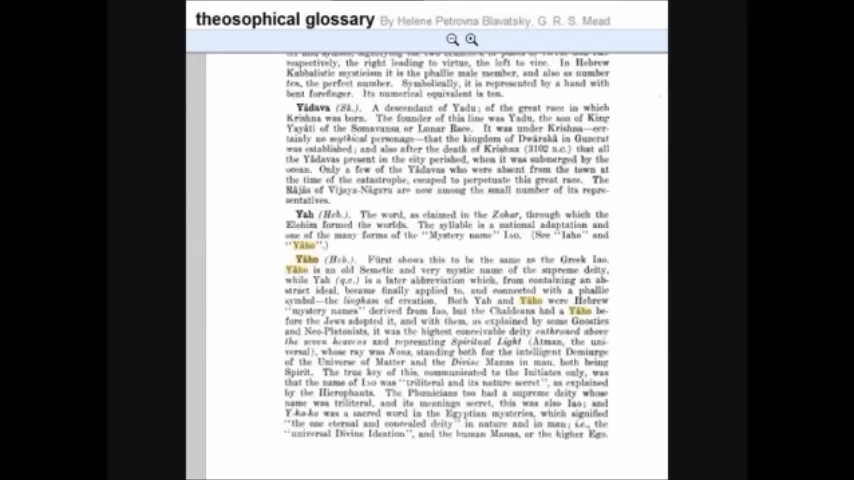 theosophical glossary By Helene Petrovna Blavatsky, G. R. S. Mead
respectively, the right leading to virtue, the left to vice. In Hebrew
Kabbalistic mysticism it is the phallic male member, and also as number
ten, the perfect number. Symbolically, it is represented by a hand with
bent forefinger. Its numerical equivalent is ten.
Yâdava (Sk.). A descendant of Yadu; of the great race in which
Krishna was born. The founder of this line was Yadu, the son of King
Yayâti of the Somavansa or Lunar Race. It was under Krishna—cer-
tainly no mythical personage—that the kingdom of Dwârakâ in Guzerat
was established; and also after the death of Krishna (3102 B.C.) that all
the Yâdavas present in the city perished, when it was submerged by the
ocean. Only a few of the Yâdavas who were absent from the town at
the time of the catastrophe, escaped to perpetuate this great race. The
Râjâs of Vijaya-Nâgara are now among the small number of its repre-
sentatives.
Yah (Heb.). The word, as claimed in the Zohar, through which the
Elohim formed the worlds. The syllable is a national adaptation and
one of the many forms of the "Mystery name" IAO. (See "Iaho" and
"Yâho".)
Yâho (Heb.). Fürst shows this to be the same as the Greek Iao.
Yâho is an old Semetic and very mystic name of the supreme deity,
while Yah (q.v.) is a later abbreviation which, from containing an ab-
stract ideal, became finally applied to, and connected with a phallic
symbol—the lingham of creation. Both Yah and Yâho were Hebrew
"mystery names" derived from Iao, but the Chaldeans had a Yâho be-
fore the Jews adopted it, and with them, as explained by some Gnostics
and Neo-Platonists, it was the highest conceivable deity enthroned above
the seven heavens and representing Spiritual Light (Âtman, the uni-
versal), whose ray was Nous, standing both for the intelligent Demiurge
of the Universe of Matter and the Divine Manas in man, both being
Spirit. The true key of this, communicated to the Initiates only, was
that the name of IAO was "triliteral and its nature secret", as explained
by the Hierophants. The Phœnicians too had a supreme deity whose
name was triliteral, and its meanings secret, this was also Iao; and
Y-ha-ho was a sacred word in the Egyptian mysteries, which signified
"the one eternal and concealed deity" in nature and in man; i.e., the
"universal Divine Ideation", and the human Manas, or the higher Ego.